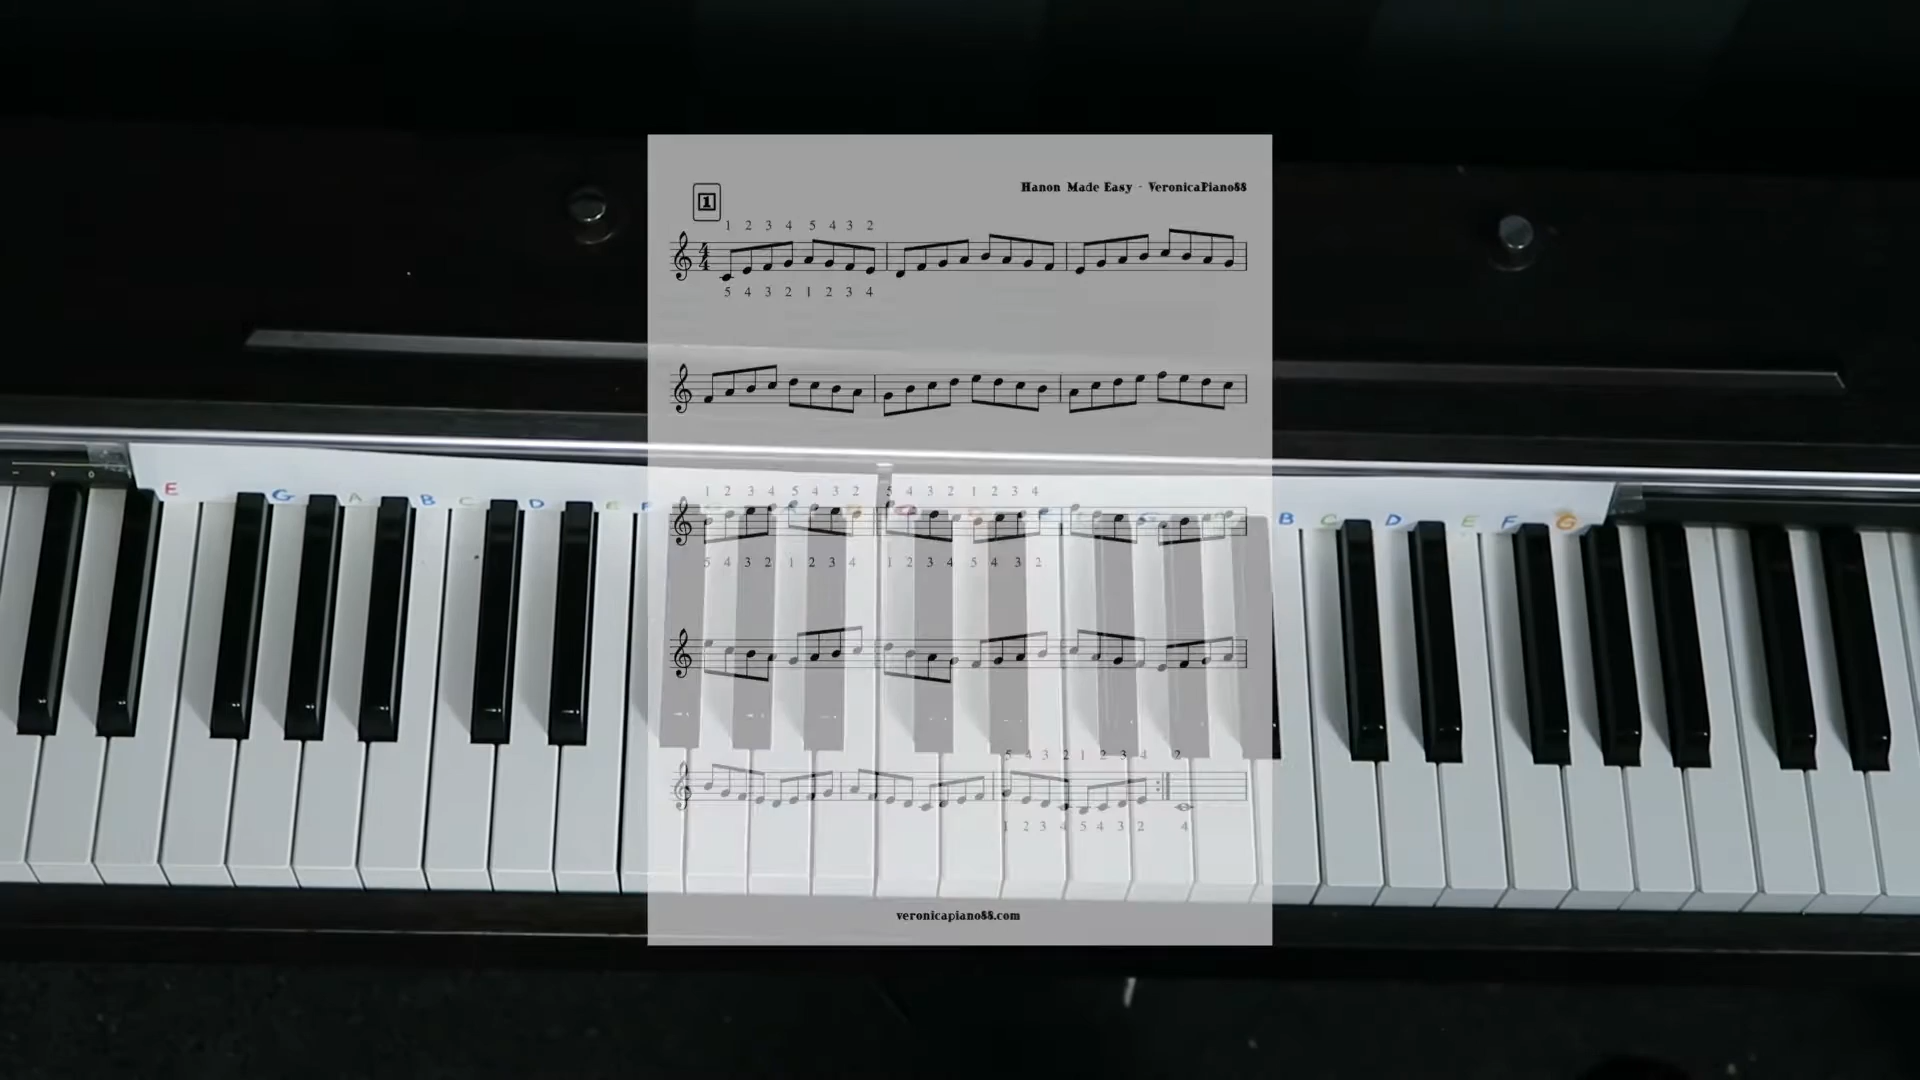 Hanon Made Easy - VeronicaPiano88
1
1 2 3 4 5 4 3 2
4
4
5 4 3 2 1 2 3 4
E G A B C D E F
B C D E F G
1 2 3 4 5 4 3 2 5 4 3 2 1 2 3 4
5 4 3 2 1 2 3 4 1 2 3 4 5 4 3 2
5 4 3 2 1 2 3 4 2
1 2 3 4 5 4 3 2 4
veronicapiano88.com